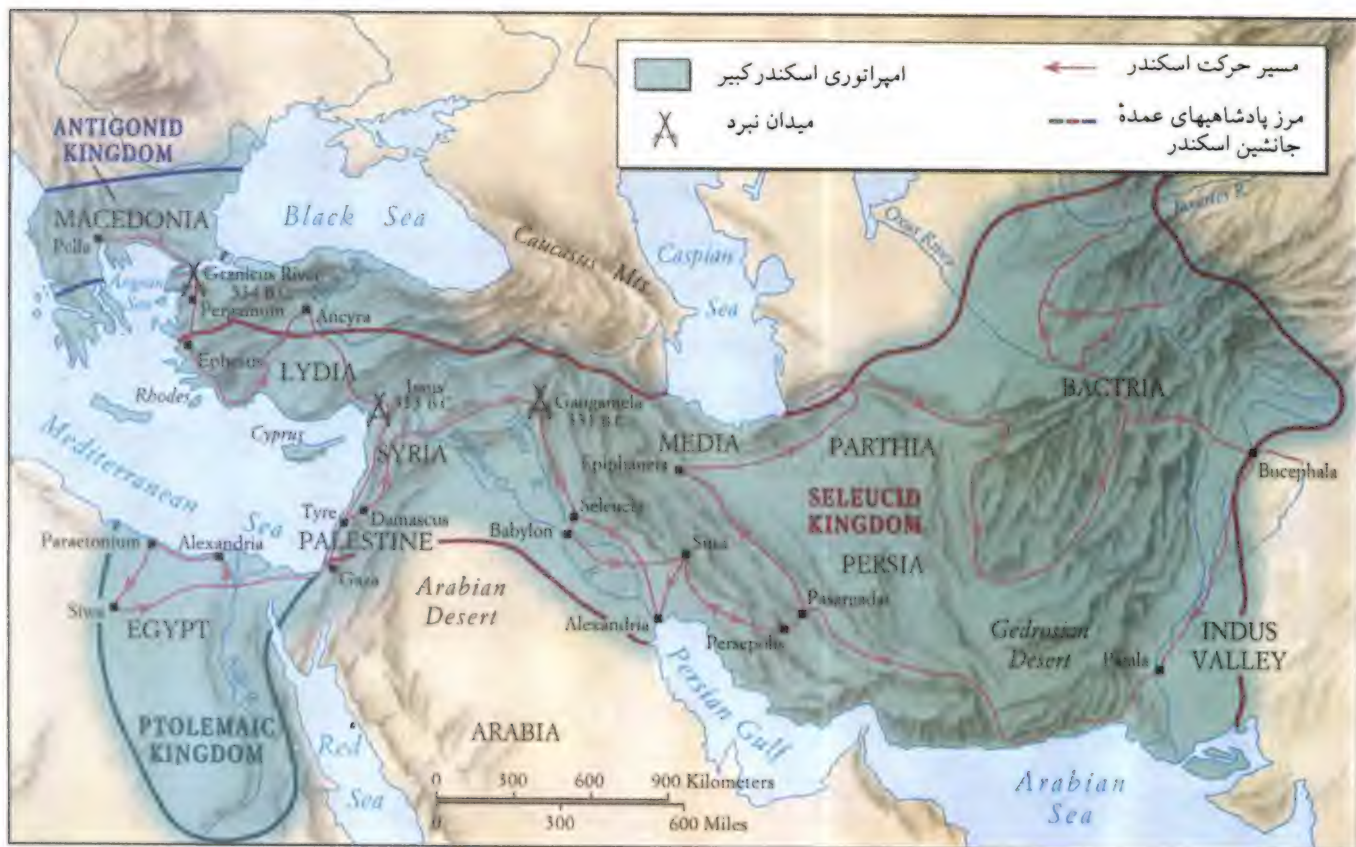 امپراتوری اسکندر کبیر
مسیر حرکت اسکندر
میدان نبرد
مرز پادشاهیهای عمدهٔ
جانشین اسکندر
ANTIGONID
KINGDOM
MACEDONIA
Pella
Black Sea
Caucasus Mts.
Caspian
Sea
Oxus River
Jaxartes R.
Aegean
Sea
Granicus River
334 B.C.
Pergamum
Ancyra
Ephesus
LYDIA
Rhodes
Issus
333 B.C.
Gaugamela
331 B.C.
Cyprus
SYRIA
MEDIA
Epiphaneia
PARTHIA
BACTRIA
Bucephala
Mediterranean
Sea
Tyre
Damascus
PALESTINE
Gaza
Seleucia
Babylon
Susa
SELEUCID
KINGDOM
PERSIA
Paraetonium
Alexandria
Siwa
EGYPT
Arabian
Desert
Alexandria
Pasargadae
Persepolis
Gedrosian
Desert
Patala
INDUS
VALLEY
PTOLEMAIC
KINGDOM
Red
Sea
ARABIA
Persian Gulf
Arabian
Sea
0 300 600 900 Kilometers
0 300 600 Miles